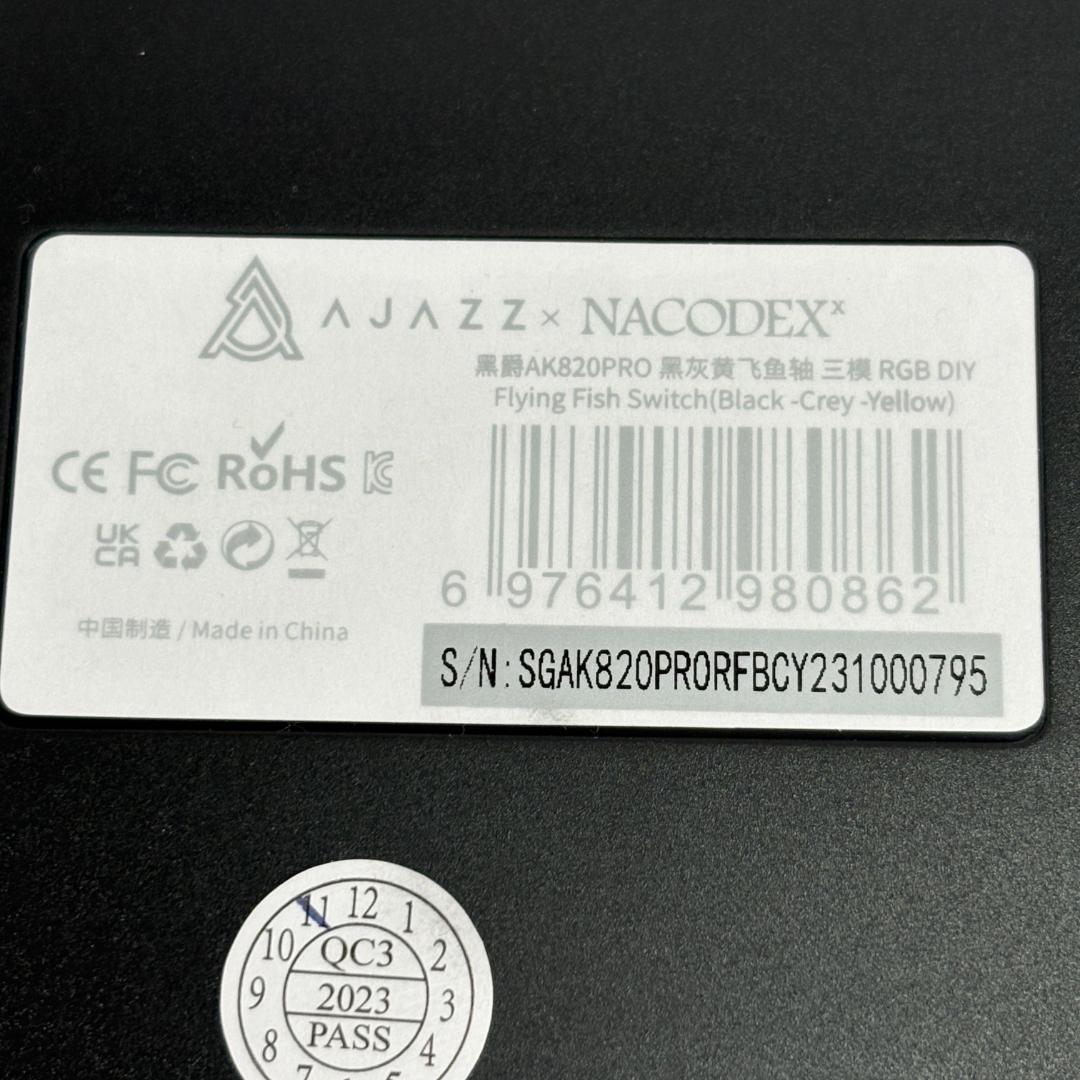 AJAZZ × NACODEXˣ
黑爵AK820PRO 黑灰黄飞鱼轴 三模 RGB DIY
Flying Fish Switch(Black -Crey -Yellow)
CE FC RoHS KC
UK
CA
6 976412 980862
中国制造 / Made in China
S/N:SGAK820PRORFBCY231000795
11 12 1
10 2
9 3
8 4
QC3
2023
PASS